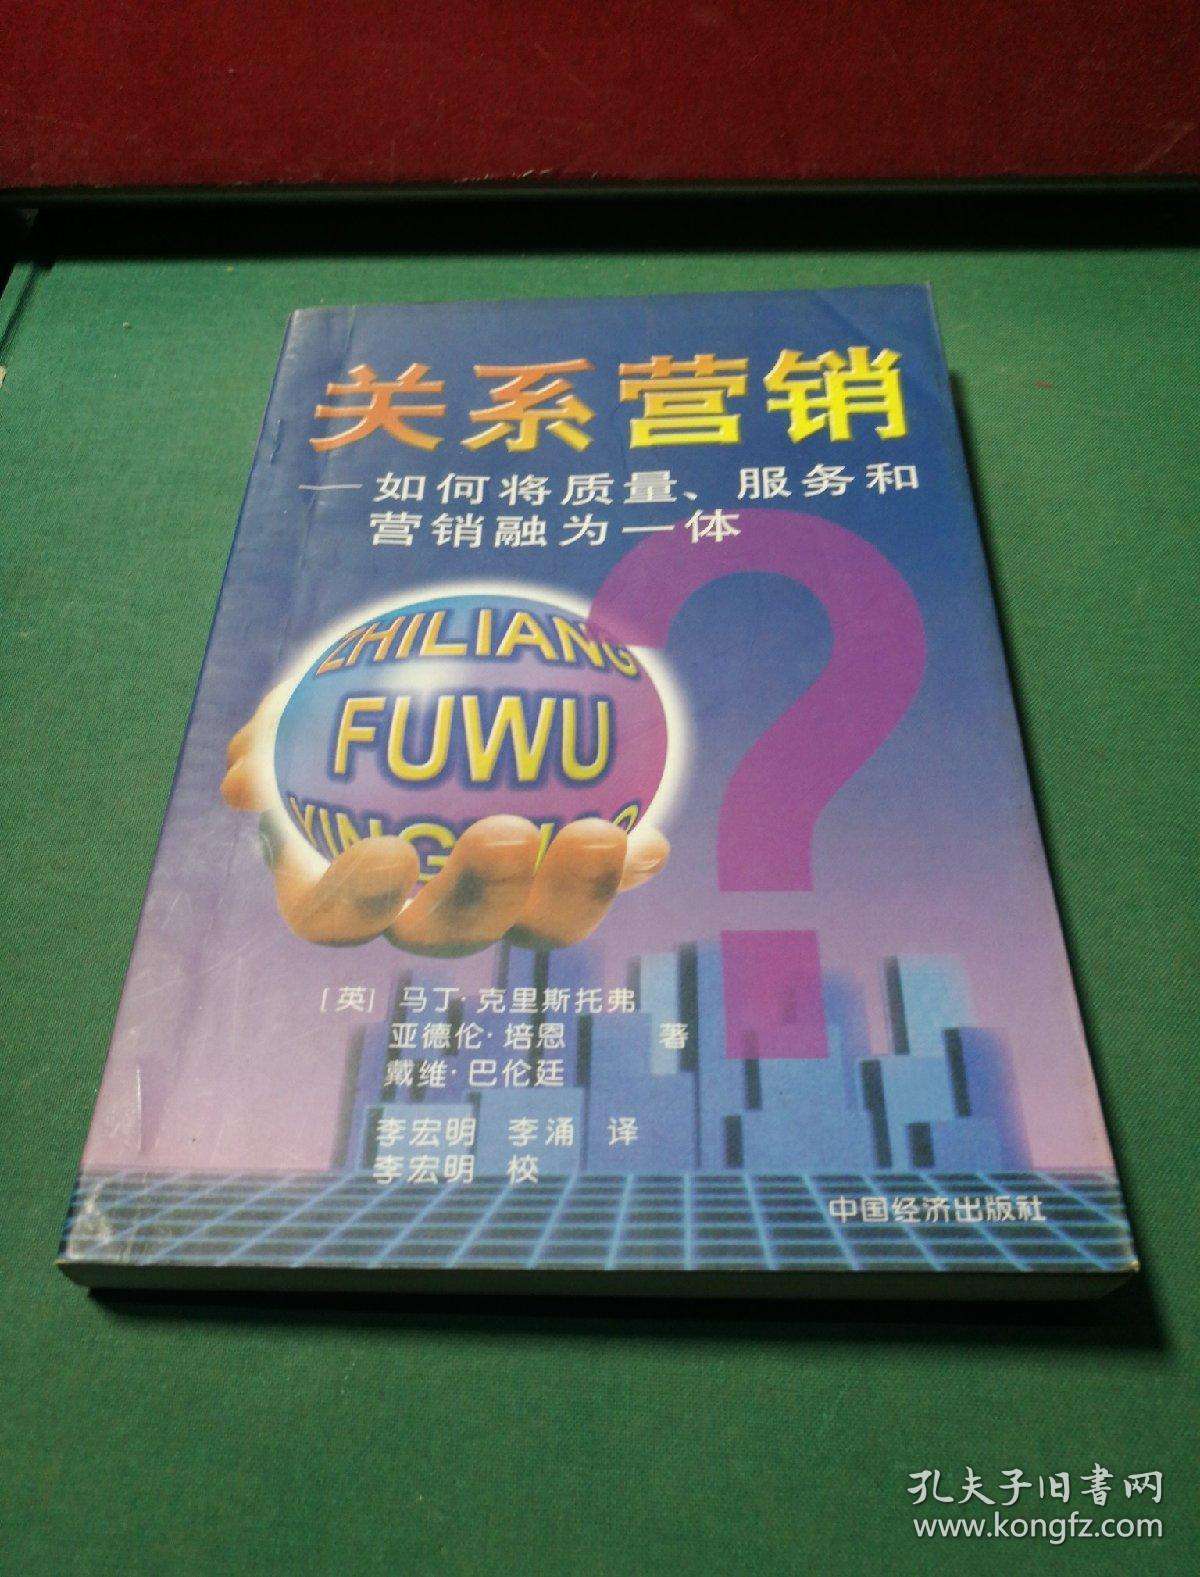 关系营销
—如何将质量、服务和
营销融为一体
ZHILIANG
FUWU
[英] 马丁·克里斯托弗
亚德伦·培恩 著
戴维·巴伦廷
李宏明 李涌 译
李宏明 校
中国经济出版社
孔夫子旧书网
www.kongfz.com